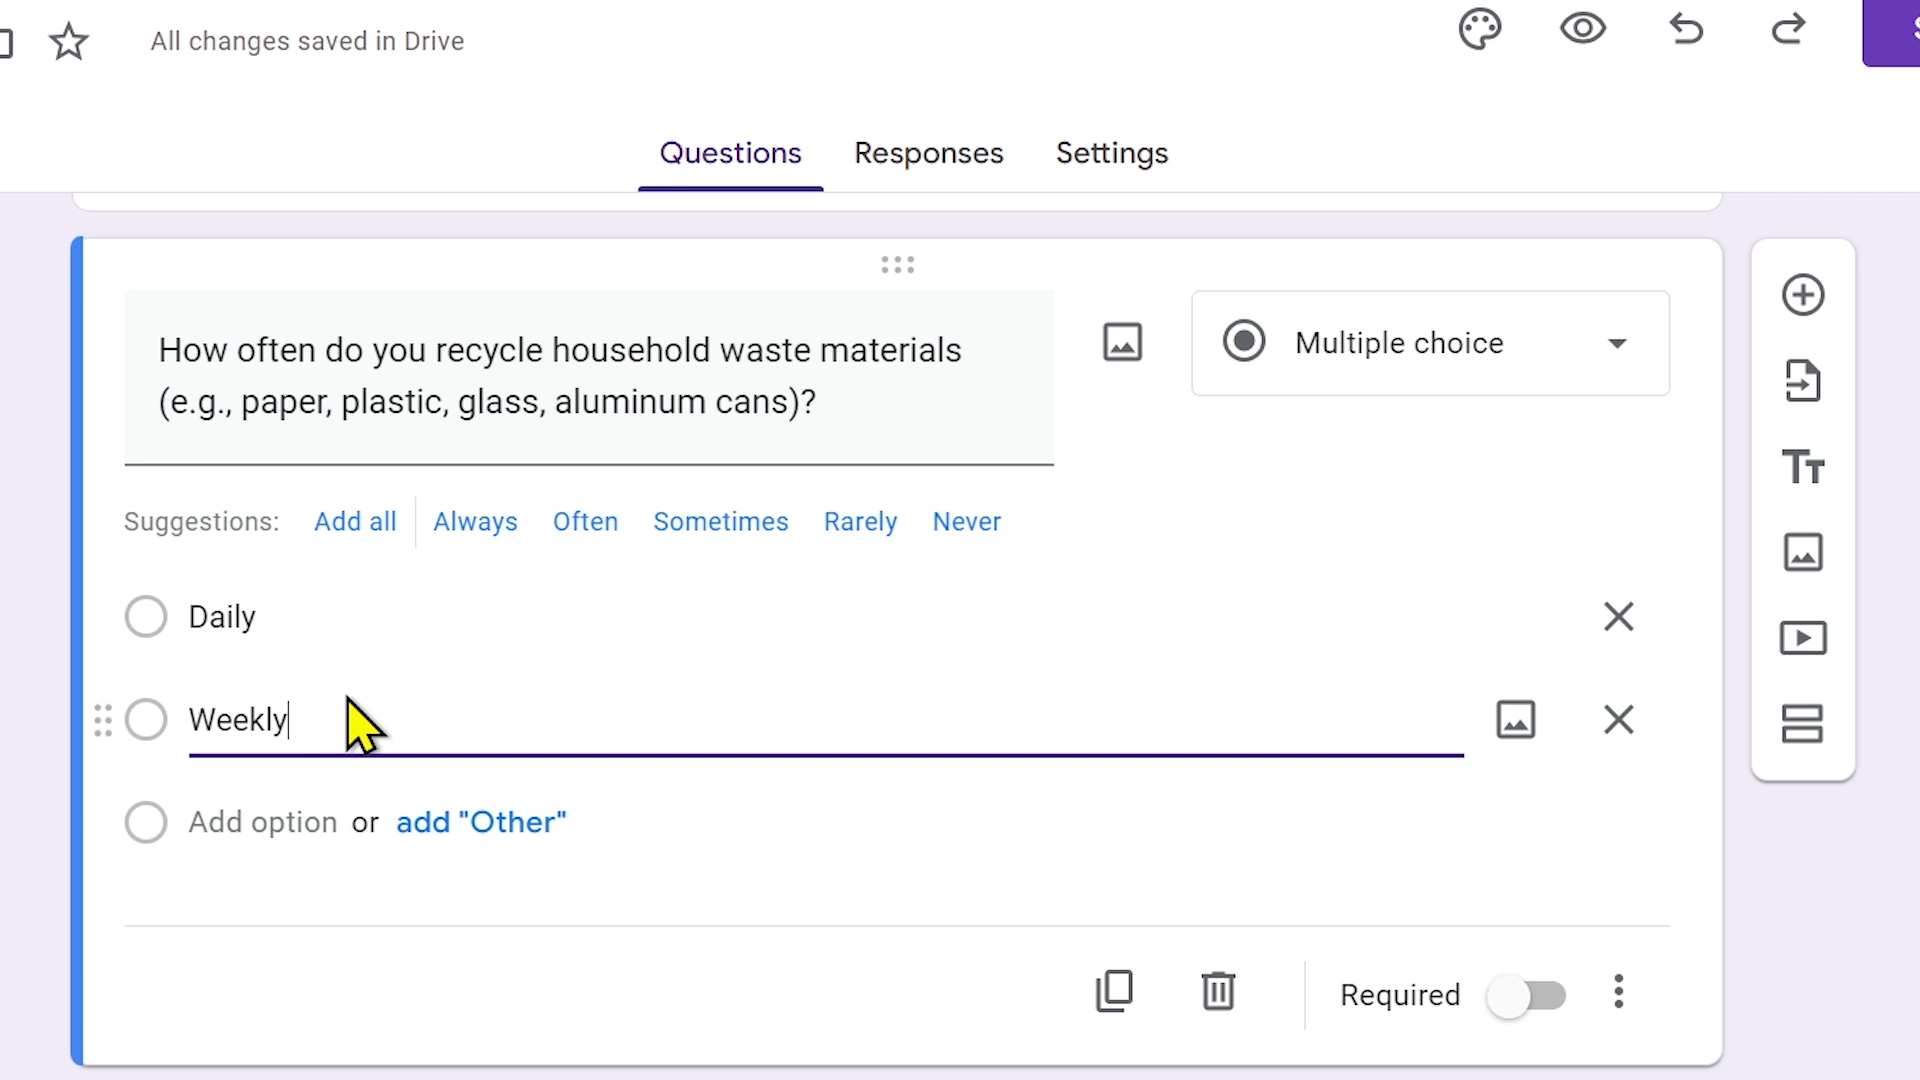 All changes saved in Drive
Questions Responses Settings
How often do you recycle household waste materials
(e.g., paper, plastic, glass, aluminum cans)?
Multiple choice
Suggestions: Add all Always Often Sometimes Rarely Never
Daily
Weekly
Add option or add "Other"
Required